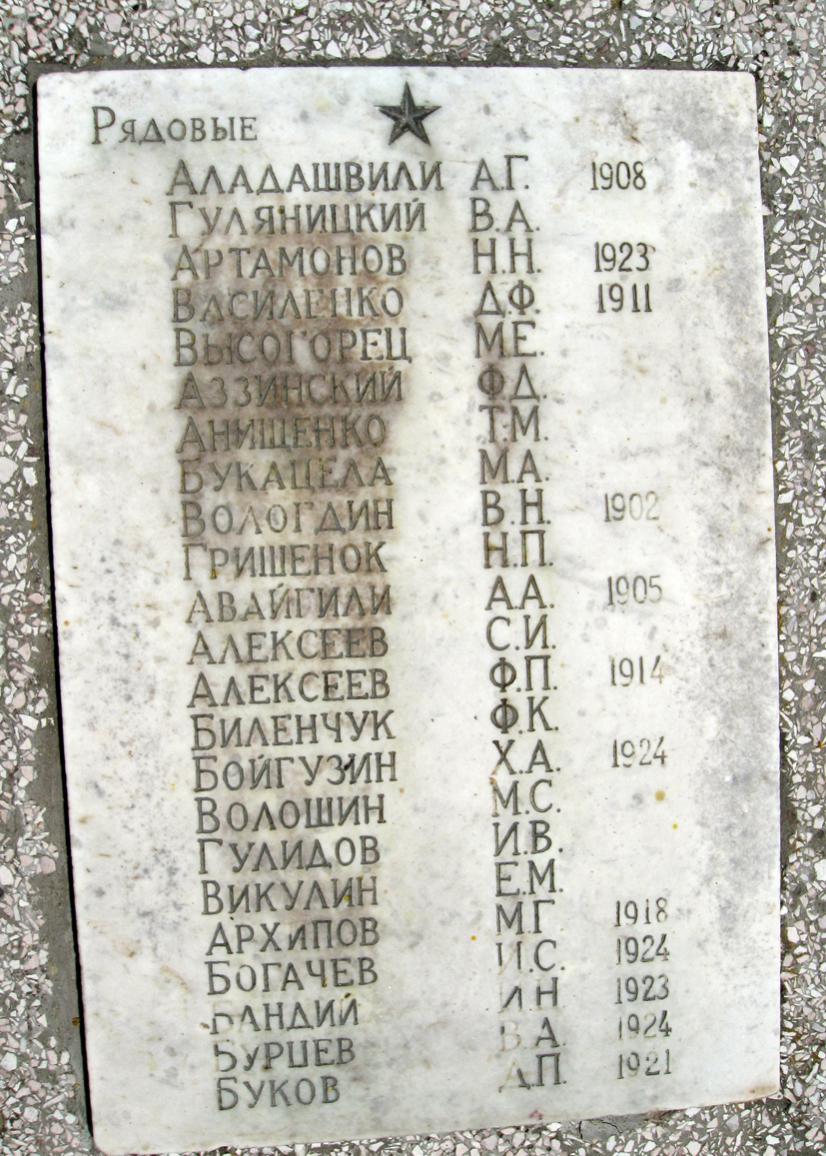 Рядовые
Аладашвили А.Г. 1908
Гуляницкий В.А.
Артамонов Н.Н. 1923
Василенко Д.Ф. 1911
Высогорец М.Е.
Аззинский Ф.Д.
Анищенко Т.М.
Букацела М.А.
Вологдин В.Н. 1902
Гришенок Н.П.
Авайгили А.А. 1905
Алексеев С.И.
Алексеев Ф.П. 1914
Биленчук Ф.К.
Бойгузин Х.А. 1924
Волошин М.С.
Гулидов И.В.
Викулин Е.М.
Архипов М.Г. 1918
Богачев И.С. 1924
Бандий И.Н 1923
Бурцев В.А. 1924
Буков Д.П. 1921